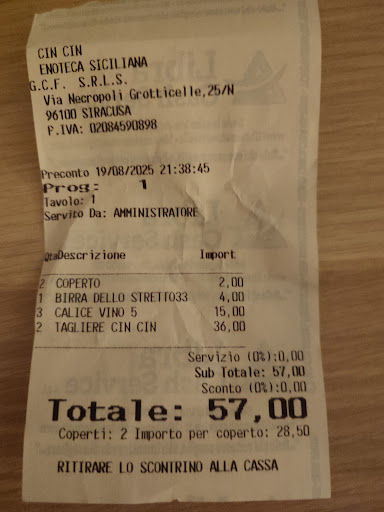 CIN CIN
ENOTECA SICILIANA
G.C.F. S.R.L.S.
Via Necropoli Grotticelle,25/N
96100 SIRACUSA
P.IVA: 02084590898
Preconto 19/08/2025 21:38:45
Prog: 1
Tavolo: 1
Servito Da: AMMINISTRATORE
Qta Descrizione Import
2 COPERTO 2,00
1 BIRRA DELLO STRETTO33 4,00
3 CALICE VINO 5 15,00
2 TAGLIERE CIN CIN 36,00
Servizio (0%):0,00
Sub Totale: 57,00
Sconto (0%):0,00
Totale: 57,00
Coperti: 2 Importo per coperto: 28,50
RITIRARE LO SCONTRINO ALLA CASSA